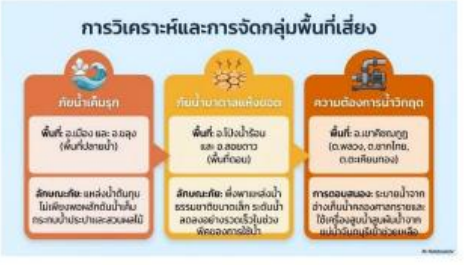 การวิเคราะห์และการจัดกลุ่มพื้นที่เสี่ยง
ภัยน้ำเค็มรุก
พื้นที่: อ.เมือง และ อ.ขลุง
(พื้นที่ปลายน้ำ)
ลักษณะภัย: แหล่งน้ำต้นทุน
ไม่เพียงพอผลักดันน้ำเค็ม
กระทบน้ำประปาและสวนผลไม้
ภัยน้ำบาดาลแห้งขอด
พื้นที่: อ.โป่งน้ำร้อน
และ อ.สอยดาว
(พื้นที่ดอน)
ลักษณะภัย: พึ่งพาแหล่งน้ำ
ธรรมชาติขนาดเล็ก ระดับน้ำ
ลดลงอย่างรวดเร็วในช่วง
พีคของการใช้น้ำ
ความต้องการน้ำวิกฤต
พื้นที่: อ.เขาคิชฌกูฏ
(ต.พลวง, ต.ชากไทย,
ต.ตะเคียนทอง)
การตอบสนอง: ระบายน้ำจาก
อ่างเก็บน้ำคลองศาลทรายและ
ใช้เครื่องสูบน้ำสูบผันน้ำจาก
แม่น้ำจันทบุรีเข้าช่วยเหลือ